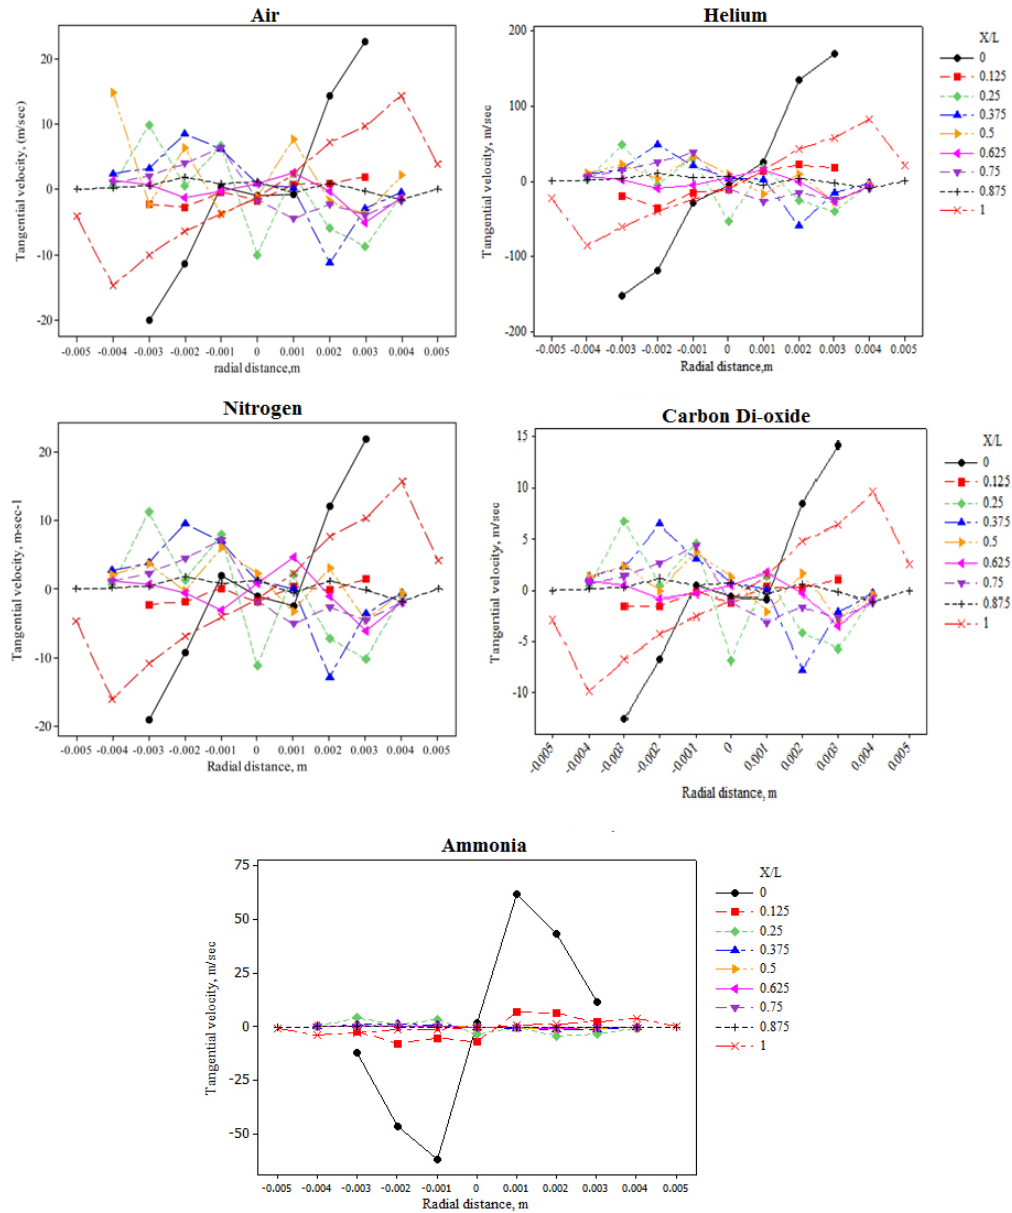 Air
Tangential velocity, (m/sec)
20
10
0
-10
-20
-0.005 -0.004 -0.003 -0.002 -0.001 0 0.001 0.002 0.003 0.004 0.005
radial distance,m
Helium
Tangential velocity, m/sec
200
100
0
-100
-200
-0.005 -0.004 -0.003 -0.002 -0.001 0 0.001 0.002 0.003 0.004 0.005
Radial distance,m
X/L
0
0.125
0.25
0.375
0.5
0.625
0.75
0.875
1
Nitrogen
Tangential velocity, m-sec-1
20
10
0
-10
-20
-0.005 -0.004 -0.003 -0.002 -0.001 0 0.001 0.002 0.003 0.004 0.005
Radial distance, m
Carbon Di-oxide
Tangential velocity, m/sec
15
10
5
0
-5
-10
-0.005 -0.004 -0.003 -0.002 -0.001 0 0.001 0.002 0.003 0.004 0.005
Radial distance, m
X/L
0
0.125
0.25
0.375
0.5
0.625
0.75
0.875
1
Ammonia
Tangential velocity, m/sec
75
50
25
0
-25
-50
-0.005 -0.004 -0.003 -0.002 -0.001 0 0.001 0.002 0.003 0.004 0.005
Radial distance, m
X/L
0
0.125
0.25
0.375
0.5
0.625
0.75
0.875
1